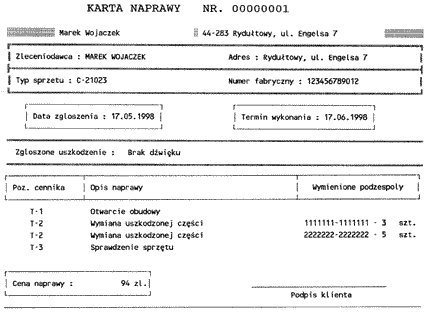 KARTA NAPRAWY NR. 00000001
Marek Wojaczek 44-283 Rydułtowy, ul. Engelsa 7
Zleceniodawca : MAREK WOJACZEK Adres : Rydułtowy, ul. Engelsa 7
Typ sprzetu : C-21023 Numer fabryczny : 123456789012
Data zgloszenia : 17.05.1998 Termin wykonania : 17.06.1998
Zgloszone uszkodzenie : Brak dźwięku
Poz. cennika Opis naprawy Wymienione podzespoly
T-1 Otwarcie obudowy
T-2 Wymiana uszkodzonej części 1111111-1111111 - 3 szt.
T-2 Wymiana uszkodzonej części 2222222-2222222 - 5 szt.
T-3 Sprawdzenie sprzętu
Cena naprawy : 94 zl.
Podpis klienta